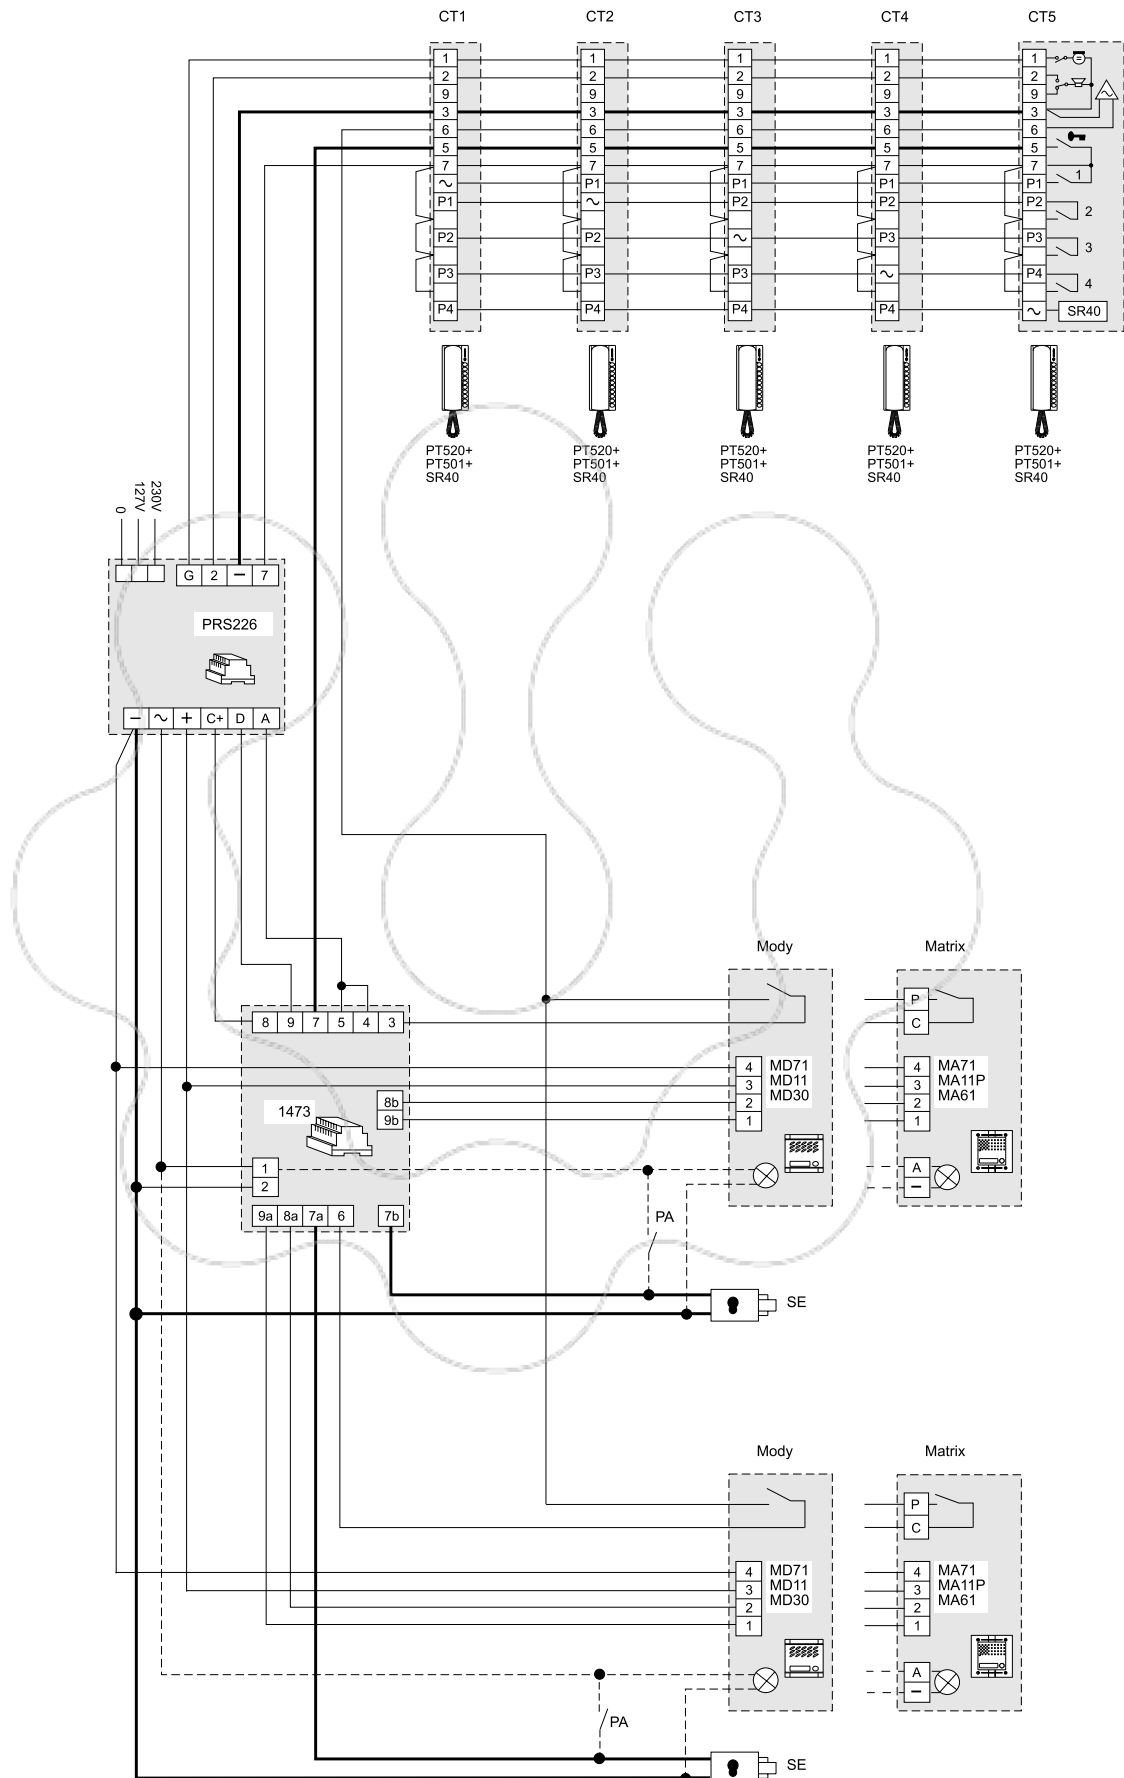 CT1 CT2 CT3 CT4 CT5
1 1 1 1 1
2 2 2 2 2
9 9 9 9 9
3 3 3 3 3
6 6 6 6 6
5 5 5 5 5
7 7 7 7 7
~ P1 P1 P1 P1 1
P1 ~ P2 P2 P2 2
P2 P2 ~ P3 P3 3
P3 P3 P3 ~ P4 4
P4 P4 P4 P4 ~ SR40
PT520+ PT520+ PT520+ PT520+ PT520+
PT501+ PT501+ PT501+ PT501+ PT501+
SR40 SR40 SR40 SR40 SR40
0 127V 230V
G 2 – 7
PRS226
– ~ + C+ D A
Mody Matrix
P
C
8 9 7 5 4 3
4 MD71 4 MA71
3 MD11 3 MA11P
2 MD30 2 MA61
1 1
8b
9b
1473
1
2
A
–
9a 8a 7a 6 7b
PA
SE
Mody Matrix
P
C
4 MD71 4 MA71
3 MD11 3 MA11P
2 MD30 2 MA61
1 1
A
–
PA
SE